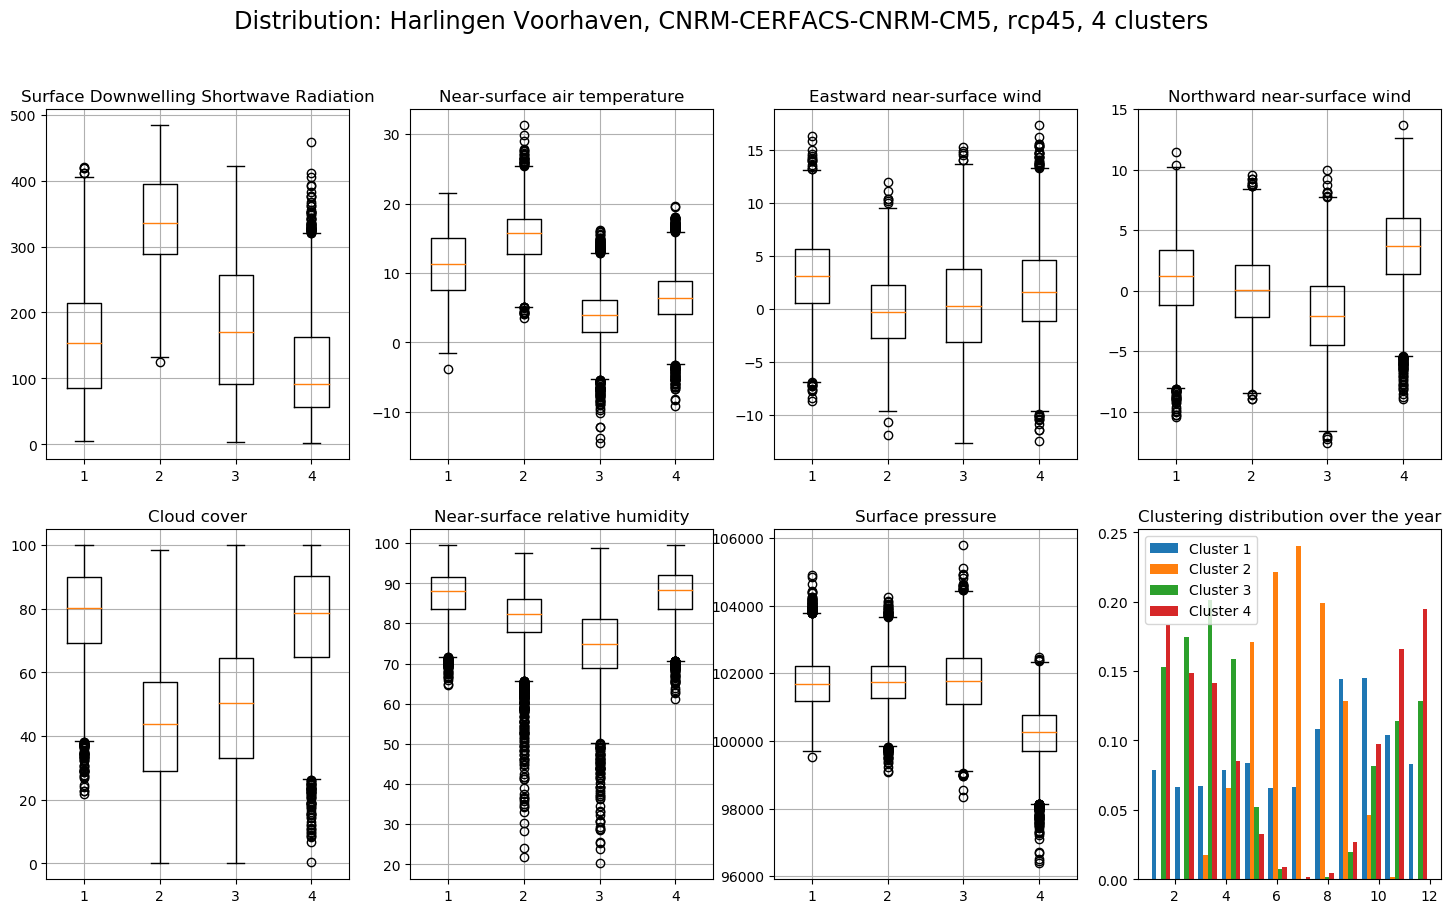 Distribution: Harlingen Voorhaven, CNRM-CERFACS-CNRM-CM5, rcp45, 4 clusters
Surface Downwelling Shortwave Radiation
500
400
300
200
100
0
1 2 3 4
Near-surface air temperature
30
20
10
0
−10
1 2 3 4
Eastward near-surface wind
15
10
5
0
−5
−10
1 2 3 4
Northward near-surface wind
15
10
5
0
−5
−10
1 2 3 4
Cloud cover
100
80
60
40
20
0
1 2 3 4
Near-surface relative humidity
100
90
80
70
60
50
40
30
20
1 2 3 4
Surface pressure
106000
104000
102000
100000
98000
96000
1 2 3 4
Clustering distribution over the year
0.25
0.20
0.15
0.10
0.05
0.00
Cluster 1
Cluster 2
Cluster 3
Cluster 4
2 4 6 8 10 12